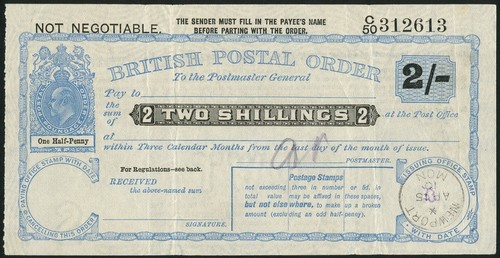 NOT NEGOTIABLE.
THE SENDER MUST FILL IN THE PAYEE'S NAME
BEFORE PARTING WITH THE ORDER.
C/50 312613
BRITISH POSTAL ORDER
To the Postmaster General
2/-
Pay to
the sum of
2 TWO SHILLINGS 2
at the Post Office
One Half-Penny
at
within Three Calendar Months from the last day of the month of issue.
POSTMASTER.
For Regulations—see back.
RECEIVED
the above-named sum
SIGNATURE.
Postage Stamps
not exceeding three in number or 5d. in
total value may be affixed in these spaces,
but not elsewhere, to make up a broken
amount (excluding an odd half-penny).
PAYING OFFICE STAMP WITH DATE
CANCELLING THIS ORDER
ISSUING OFFICE STAMP
WITH DATE
NEWPORT
MON